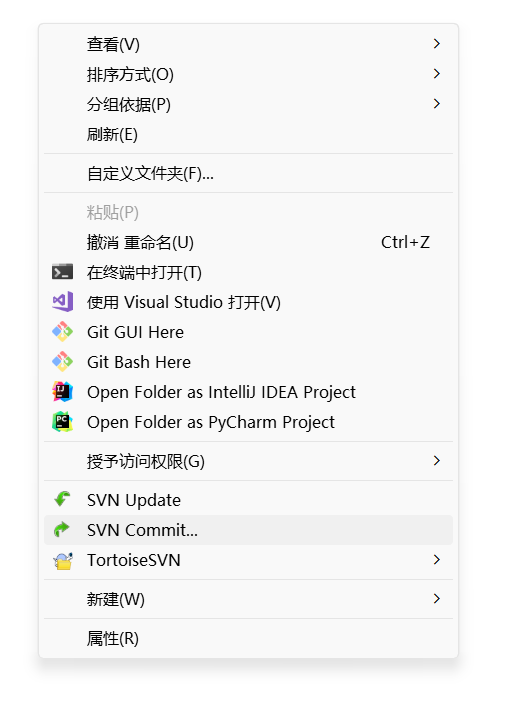 查看(V)
排序方式(O)
分组依据(P)
刷新(E)
自定义文件夹(F)...
粘贴(P)
撤消 重命名(U) Ctrl+Z
在终端中打开(T)
使用 Visual Studio 打开(V)
Git GUI Here
Git Bash Here
Open Folder as IntelliJ IDEA Project
Open Folder as PyCharm Project
授予访问权限(G)
SVN Update
SVN Commit...
TortoiseSVN
新建(W)
属性(R)